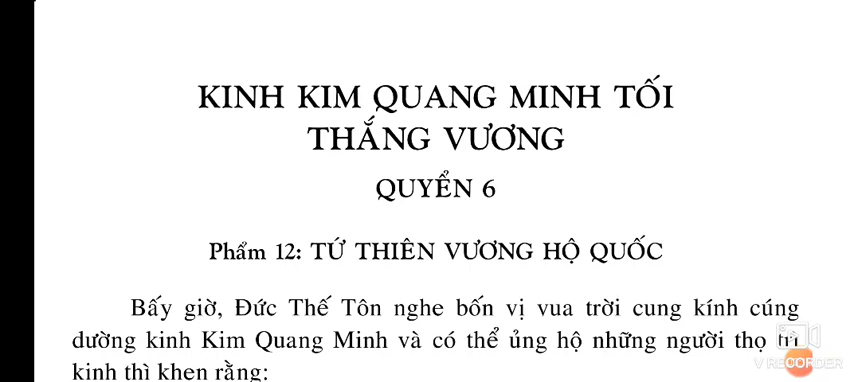 KINH KIM QUANG MINH TỐI
THẮNG VƯƠNG
QUYỂN 6
Phẩm 12: TỨ THIÊN VƯƠNG HỘ QUỐC
Bấy giờ, Đức Thế Tôn nghe bốn vị vua trời cung kính cúng
dường kinh Kim Quang Minh và có thể ủng hộ những người thọ trì
kinh thì khen rằng:
V RECORDER